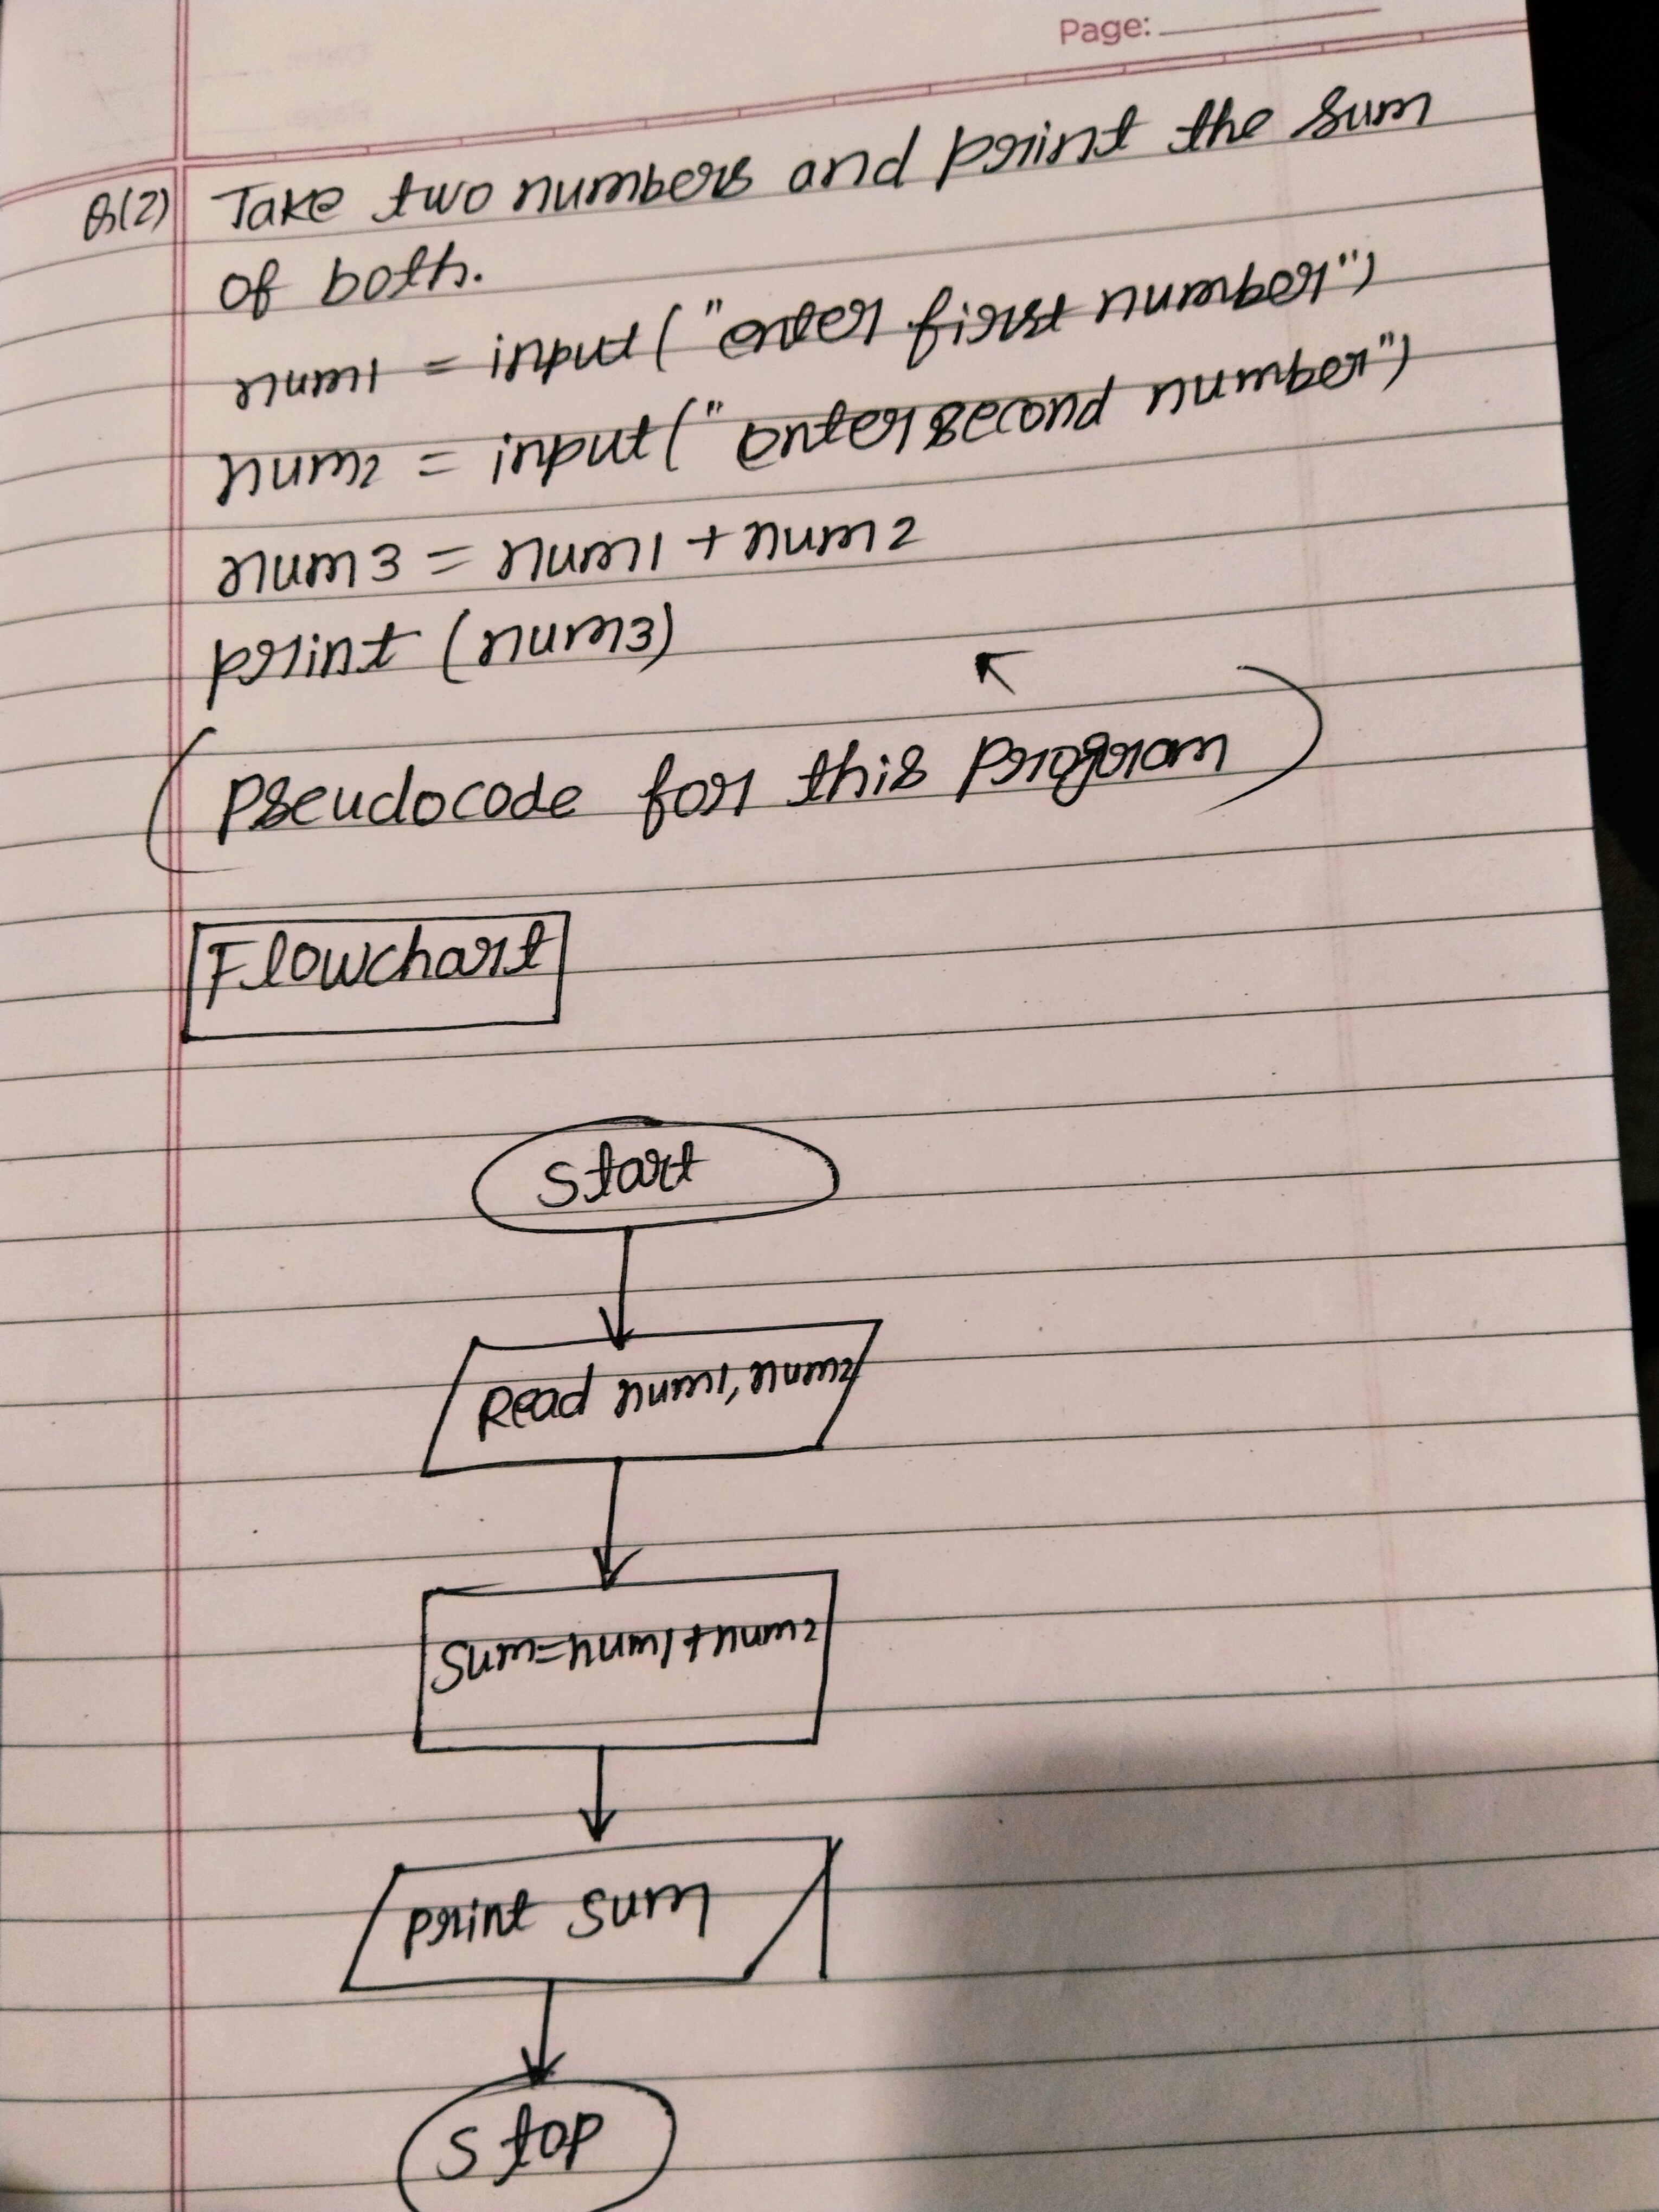 Page:
Q(2) Take two numbers and print the sum
of both.
num1 = input("enter first number")
num2 = input("enter second number")
num3 = num1 + num2
print (num3)
(Pseudocode for this program)
Flowchart
Start
Read num1, num2
Sum=num1+num2
print sum
Stop